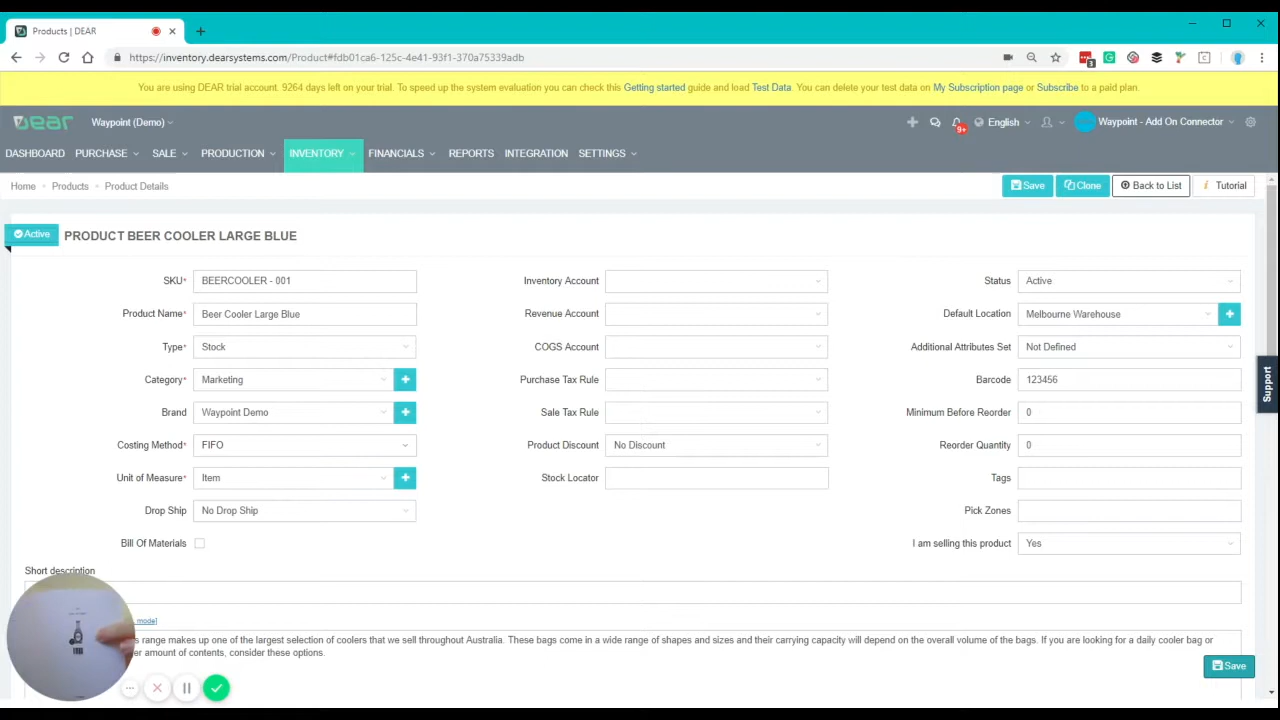 Products | DEAR
https://inventory.dearsystems.com/Product#fdb01ca6-125c-4e41-93f1-370a75339adb
3
You are using DEAR trial account. 9264 days left on your trial. To speed up the system evaluation you can check this Getting started guide and load Test Data. You can delete your test data on My Subscription page or Subscribe to a paid plan.
Dear Waypoint (Demo) 9+ English Waypoint - Add On Connector
DASHBOARD PURCHASE SALE PRODUCTION INVENTORY FINANCIALS REPORTS INTEGRATION SETTINGS
Home Products Product Details Save Clone Back to List Tutorial
Active PRODUCT BEER COOLER LARGE BLUE
SKU* BEERCOOLER - 001 Inventory Account Status Active
Product Name* Beer Cooler Large Blue Revenue Account Default Location Melbourne Warehouse
Type* Stock COGS Account Additional Attributes Set Not Defined
Category* Marketing Purchase Tax Rule Barcode 123456
Brand Waypoint Demo Sale Tax Rule Minimum Before Reorder 0
Costing Method* FIFO Product Discount No Discount Reorder Quantity 0
Unit of Measure* Item Stock Locator Tags
Drop Ship No Drop Ship Pick Zones
Bill Of Materials I am selling this product Yes
Support
Short description
model
range makes up one of the largest selection of coolers that we sell throughout Australia. These bags come in a wide range of shapes and sizes and their carrying capacity will depend on the overall volume of the bags. If you are looking for a daily cooler bag or
amount of contents, consider these options.
Save